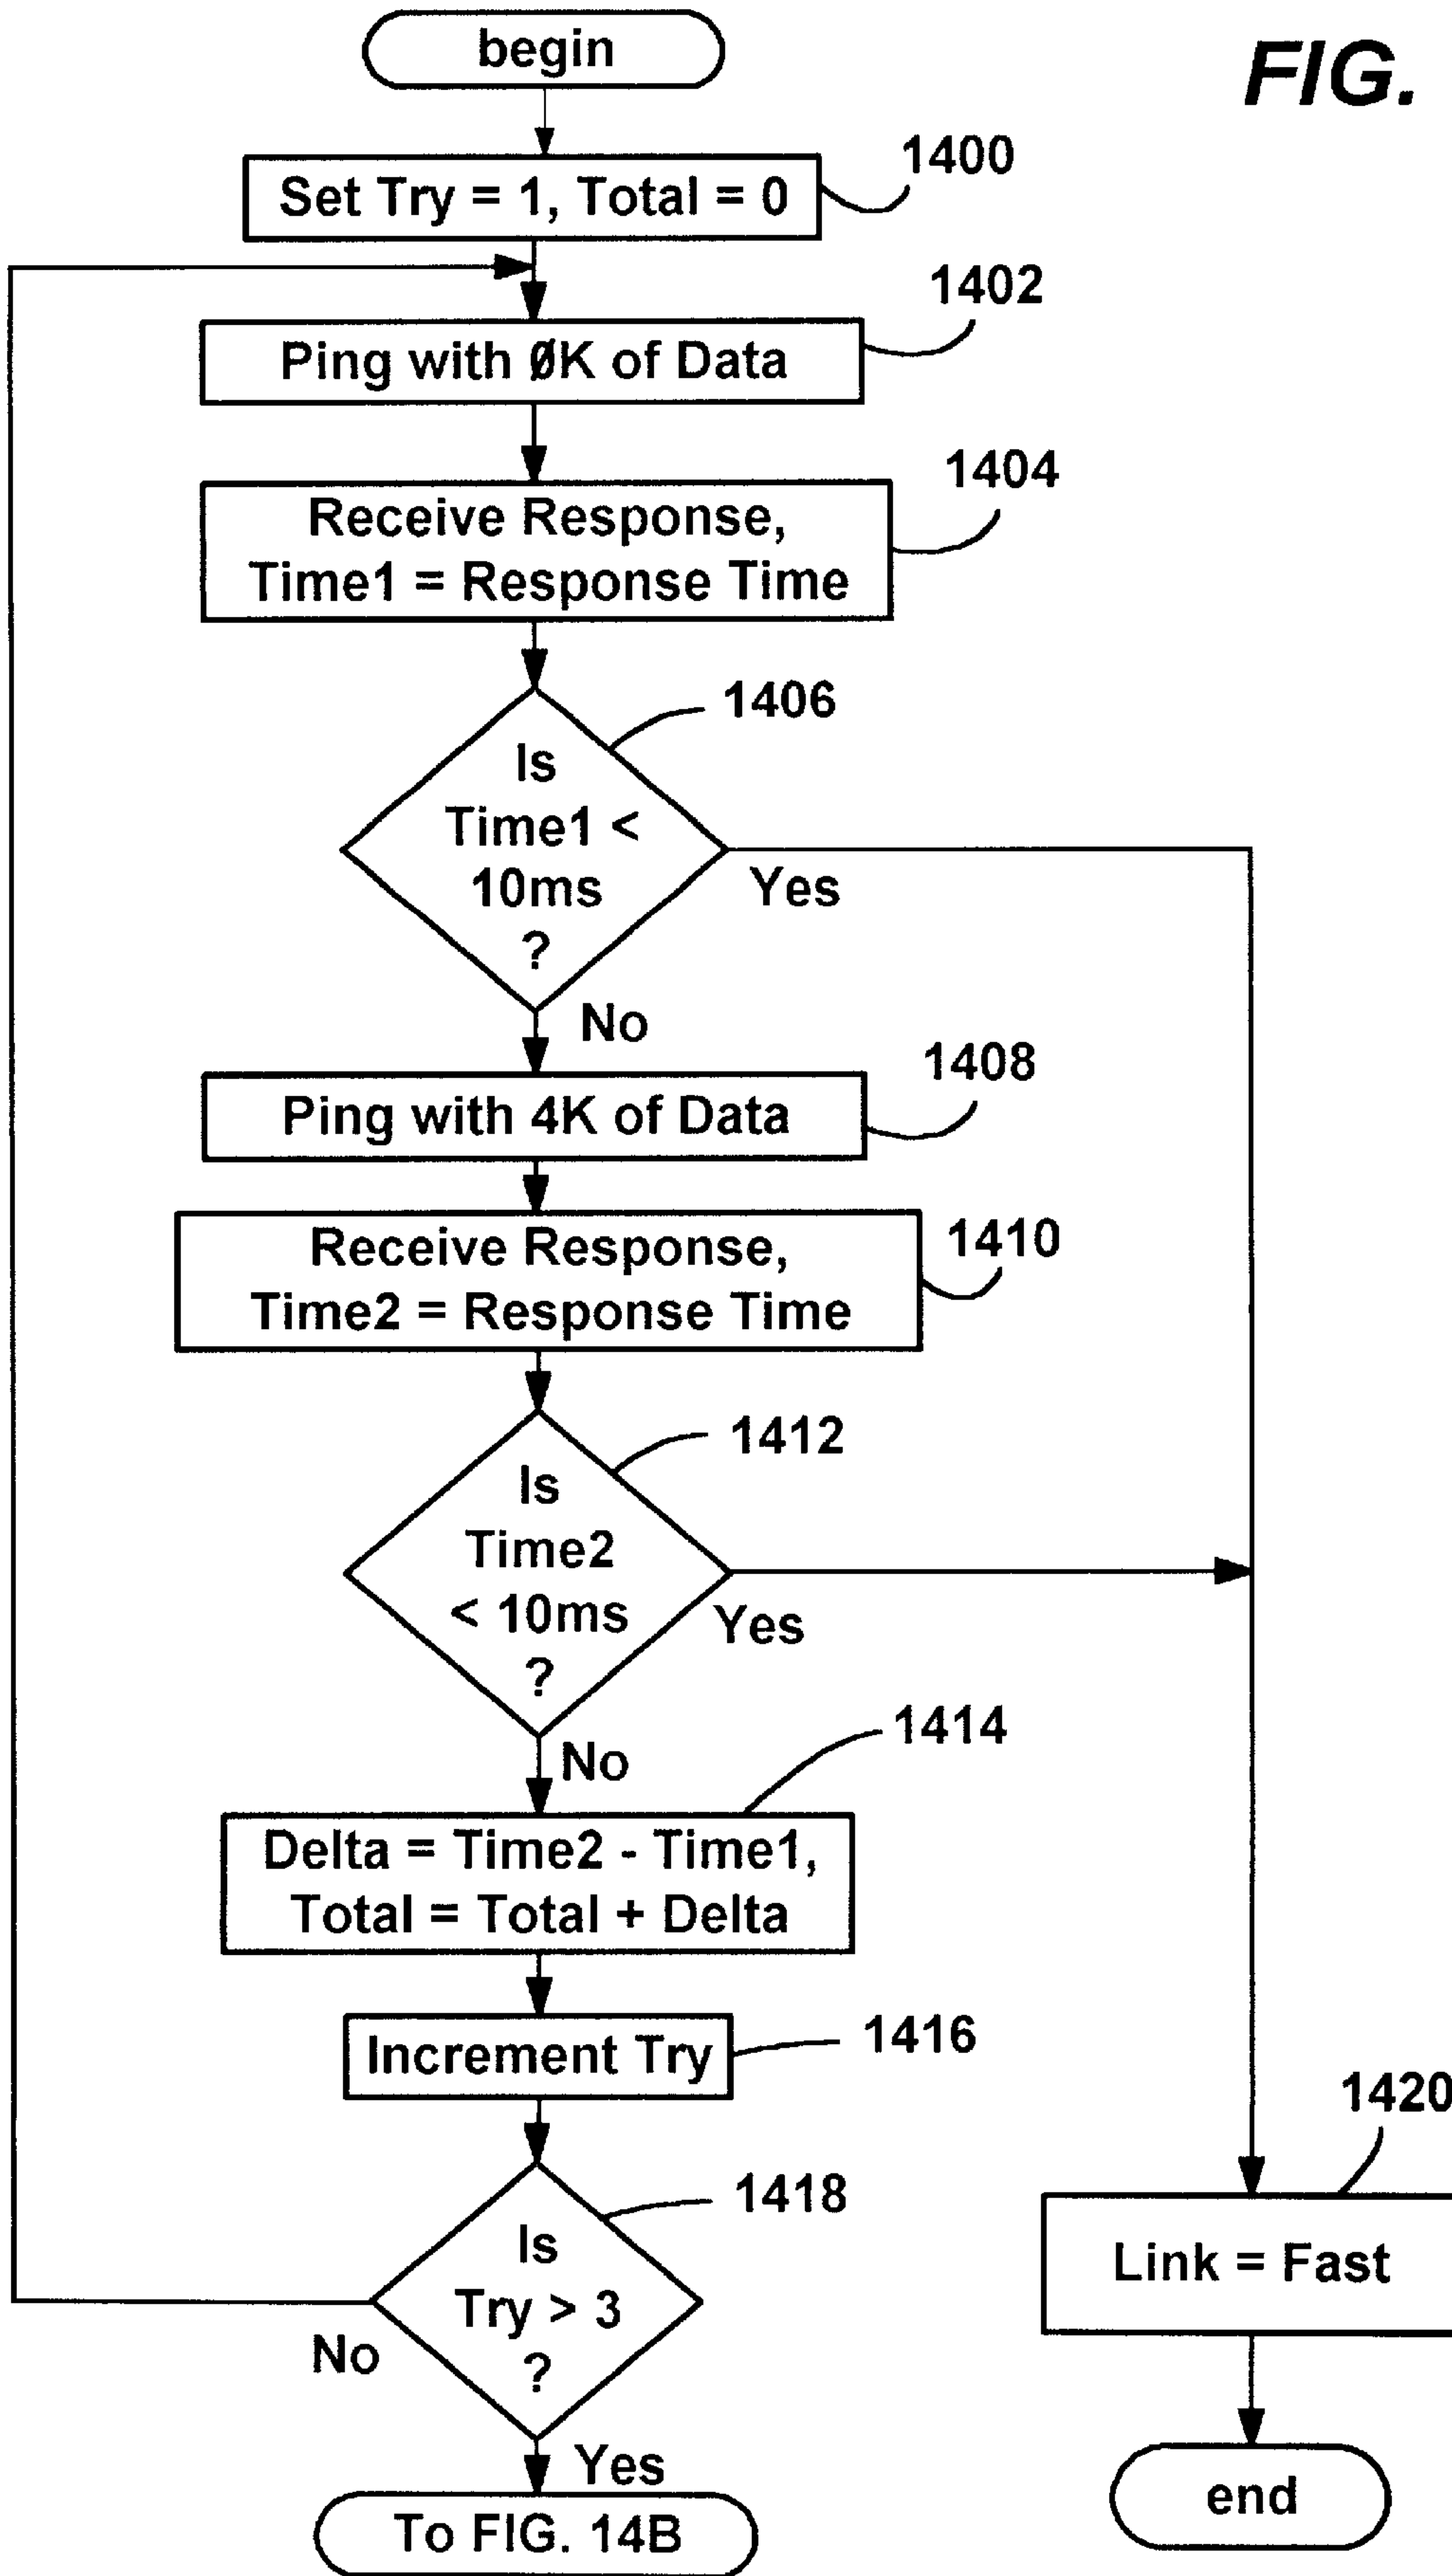 begin
FIG.
1400
Set Try = 1, Total = 0
1402
Ping with 0K of Data
1404
Receive Response,
Time1 = Response Time
1406
Is
Time1 <
10ms
?
Yes
No
1408
Ping with 4K of Data
1410
Receive Response,
Time2 = Response Time
1412
Is
Time2
< 10ms
?
Yes
1414
No
Delta = Time2 - Time1,
Total = Total + Delta
1416
Increment Try
1420
1418
Is
Try > 3
?
No
Link = Fast
Yes
end
To FIG. 14B